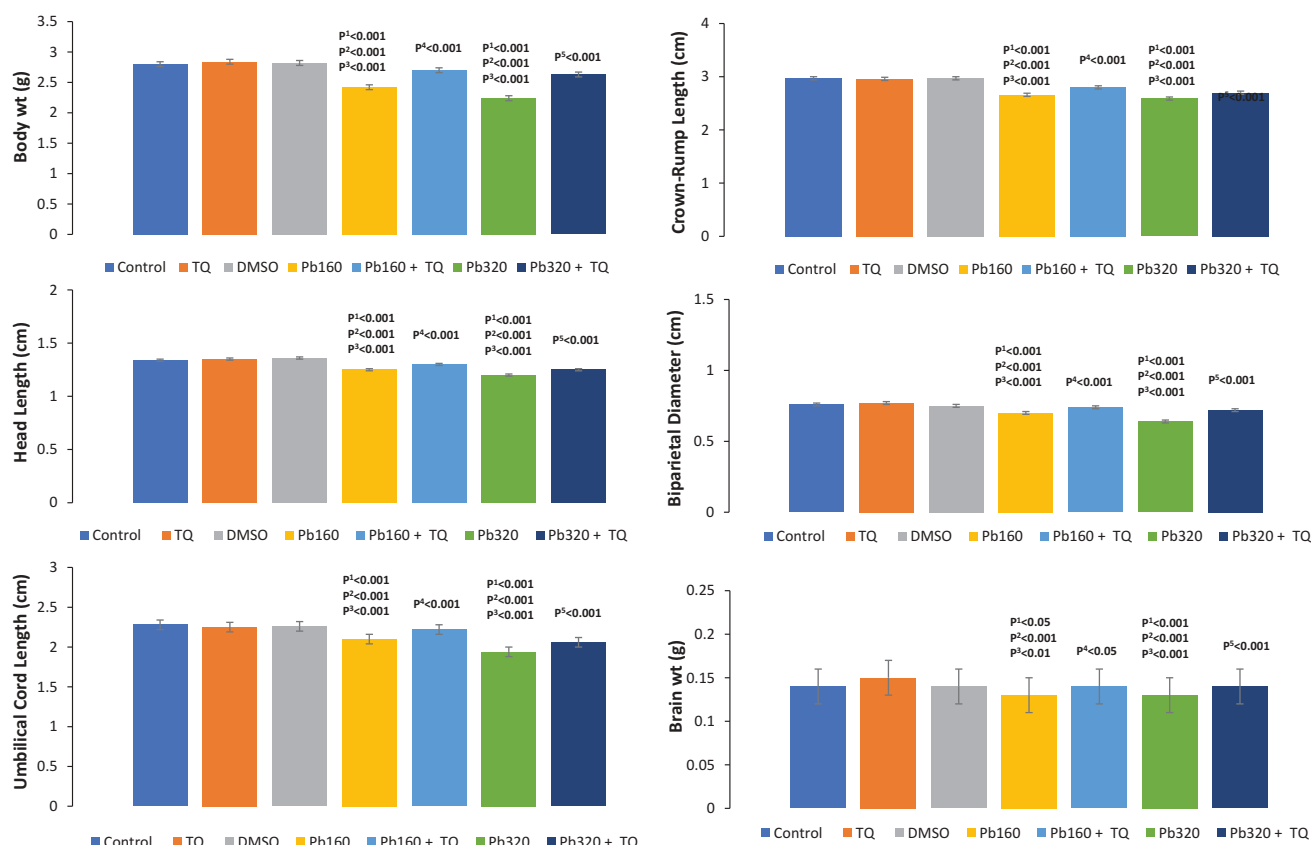 Body wt (g)
3.5
3
2.5
2
1.5
1
0.5
0
P¹<0.001
P²<0.001
P³<0.001
P⁴<0.001
P¹<0.001
P²<0.001
P³<0.001
P⁵<0.001
Control TQ DMSO Pb160 Pb160 + TQ Pb320 Pb320 + TQ
Crown-Rump Length (cm)
4
3
2
1
0
P¹<0.001
P²<0.001
P³<0.001
P⁴<0.001
P¹<0.001
P²<0.001
P³<0.001
P⁵<0.001
Control TQ DMSO Pb160 Pb160 + TQ Pb320 Pb320 + TQ
Head Length (cm)
2
1.5
1
0.5
0
P¹<0.001
P²<0.001
P³<0.001
P⁴<0.001
P¹<0.001
P²<0.001
P³<0.001
P⁵<0.001
Control TQ DMSO Pb160 Pb160 + TQ Pb320 Pb320 + TQ
Biparietal Diameter (cm)
1.5
1
0.5
0
P¹<0.001
P²<0.001
P³<0.001
P⁴<0.001
P¹<0.001
P²<0.001
P³<0.001
P⁵<0.001
Control TQ DMSO Pb160 Pb160 + TQ Pb320 Pb320 + TQ
Umbilical Cord Length (cm)
3
2.5
2
1.5
1
0.5
0
P¹<0.001
P²<0.001
P³<0.001
P⁴<0.001
P¹<0.001
P²<0.001
P³<0.001
P⁵<0.001
Control TQ DMSO Pb160 Pb160 + TQ Pb320 Pb320 + TQ
Brain wt (g)
0.25
0.2
0.15
0.1
0.05
0
P¹<0.05
P²<0.001
P³<0.01
P⁴<0.05
P¹<0.001
P²<0.001
P³<0.001
P⁵<0.001
Control TQ DMSO Pb160 Pb160 + TQ Pb320 Pb320 + TQ